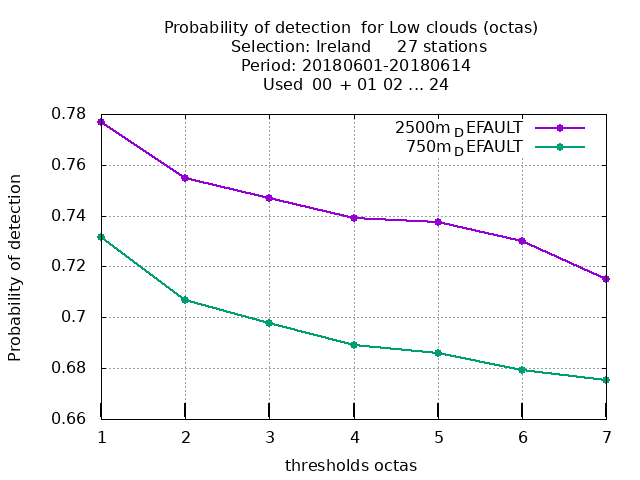 Probability of detection  for Low clouds (octas)
Selection: Ireland     27 stations
Period: 20180601-20180614
Used  00 + 01 02 ... 24
2500m DEFAULT
750m DEFAULT
Probability of detection
0.78
0.76
0.74
0.72
0.7
0.68
0.66
1 2 3 4 5 6 7
thresholds octas